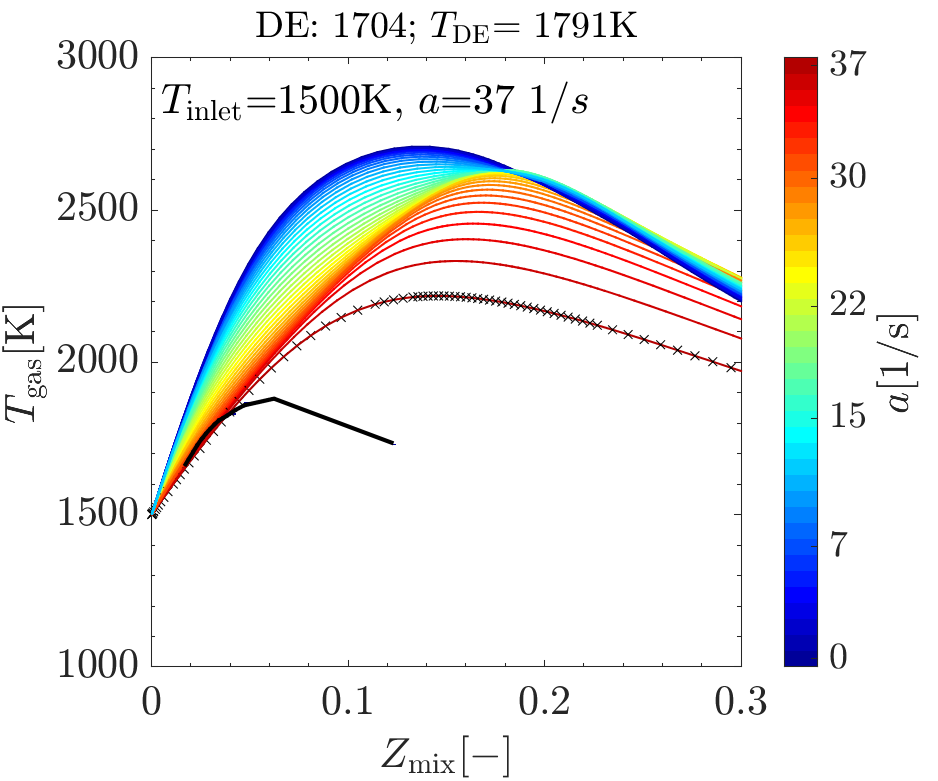 DE: 1704; T_DE= 1791K
T_inlet=1500K, a=37 1/s
3000
2500
2000
1500
1000
T_gas[K]
0 0.1 0.2 0.3
Z_mix[−]
37
30
22
15
7
0
a[1/s]